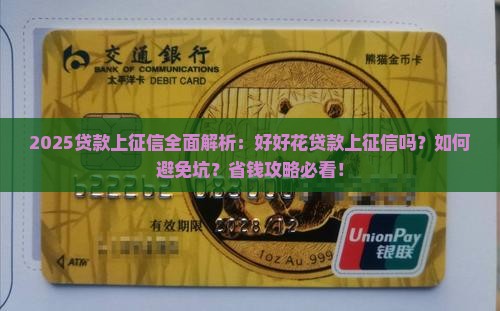 交通銀行
BANK OF COMMUNICATIONS
太平洋卡 DEBIT CARD
熊猫金币卡
2025贷款上征信全面解析：好好花贷款上征信吗？如何
避免坑？省钱攻略必看！
有效期限 2028/12
1oz Au .999
ATM
UnionPay
银联